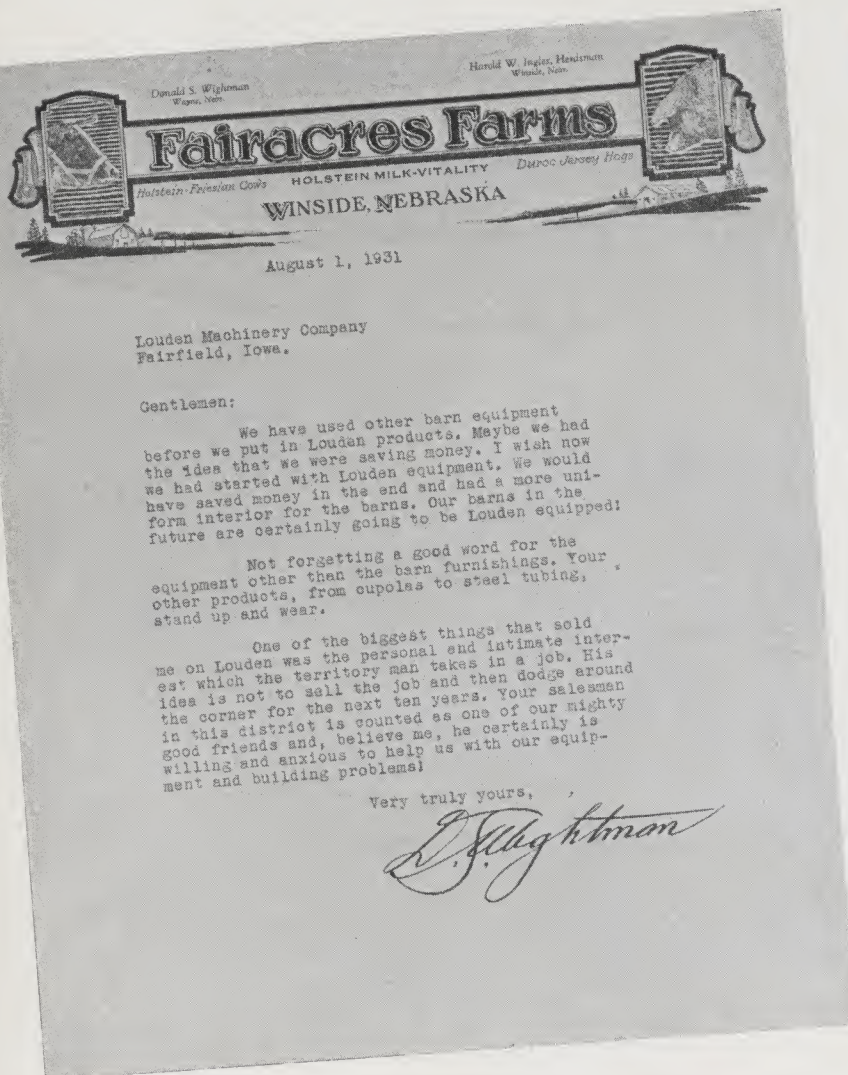 Donald S. Wightman
Wayne, Nebr.
Harold W. Ingles, Herdsman
Winside, Nebr.
Fairacres Farms
Holstein-Friesian Cows
HOLSTEIN MILK-VITALITY
Duroc Jersey Hogs
WINSIDE, NEBRASKA
August 1, 1931
Louden Machinery Company
Fairfield, Iowa.
Gentlemen:
We have used other barn equipment
before we put in Louden products. Maybe we had
the idea that we were saving money. I wish now
we had started with Louden equipment. We would
have saved money in the end and had a more uni-
form interior for the barns. Our barns in the
future are certainly going to be Louden equipped!
Not forgetting a good word for the
equipment other than the barn furnishings. Your
other products, from cupolas to steel tubing,
stand up and wear.
One of the biggest things that sold
me on Louden was the personal end intimate inter-
est which the territory man takes in a job. His
idea is not to sell the job and then dodge around
the corner for the next ten years. Your salesman
in this district is counted as one of our mighty
good friends and, believe me, he certainly is
willing and anxious to help us with our equip-
ment and building problems!
Very truly yours,
D. S. Wightman